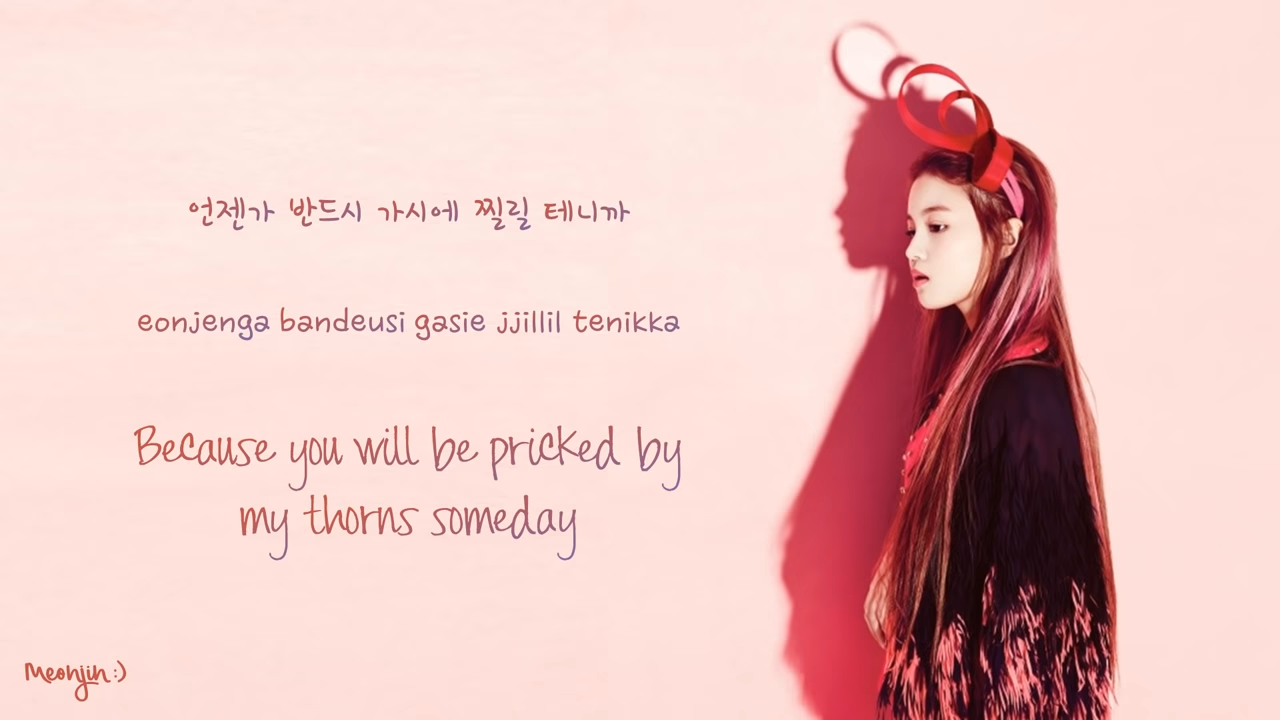 언젠가 반드시 가시에 찔릴 테니까
eonjenga bandeusi gasie jjillil tenikka
Because you will be pricked by
my thorns someday
Meonjin :)